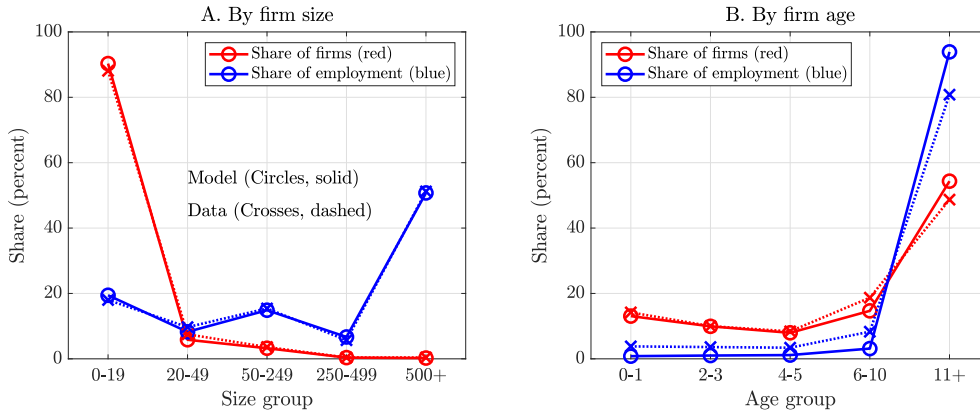 A. By firm size
100
80
60
40
20
0
Share (percent)
Share of firms (red)
Share of employment (blue)
Model (Circles, solid)
Data (Crosses, dashed)
0-19 20-49 50-249 250-499 500+
Size group
B. By firm age
100
80
60
40
20
0
Share (percent)
Share of firms (red)
Share of employment (blue)
0-1 2-3 4-5 6-10 11+
Age group